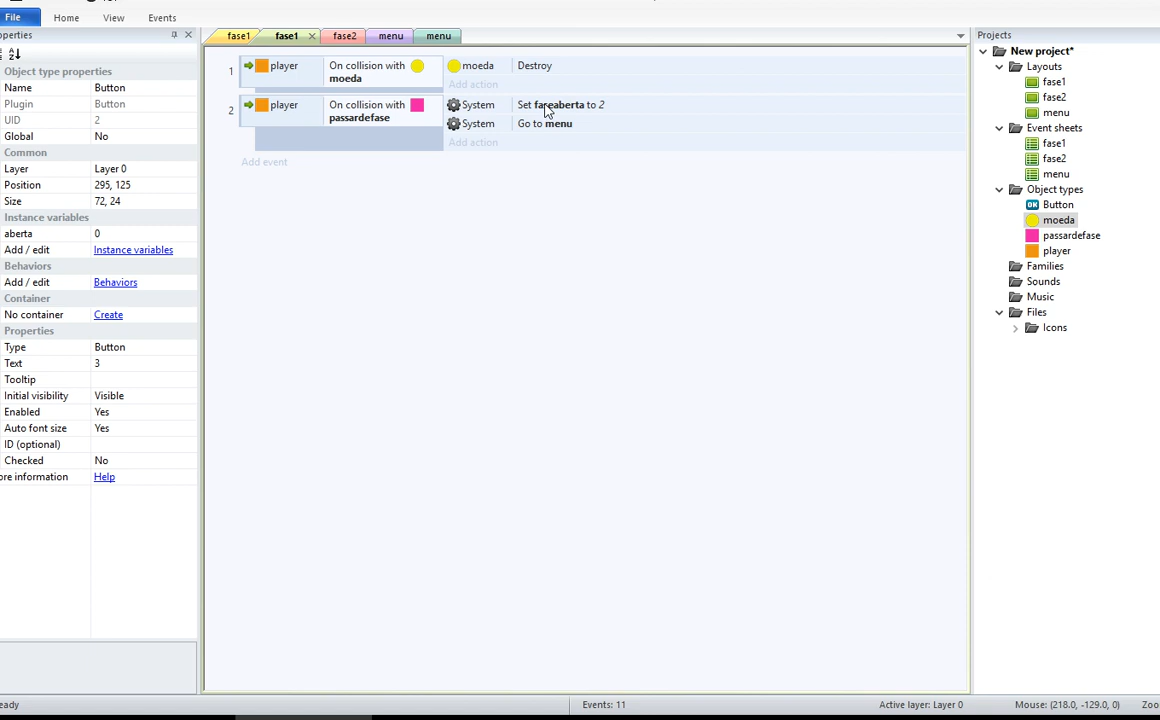 File Home View Events
operties
fase1 fase1 fase2 menu menu
Projects
Object type properties
Name Button
Plugin Button
UID 2
Global No
Common
Layer Layer 0
Position 295, 125
Size 72, 24
Instance variables
aberta 0
Add / edit Instance variables
Behaviors
Add / edit Behaviors
Container
No container Create
Properties
Type Button
Text 3
Tooltip
Initial visibility Visible
Enabled Yes
Auto font size Yes
ID (optional)
Checked No
ore information Help
1 player On collision with moeda Destroy
moeda
Add action
2 player On collision with System Set faseaberta to 2
passardefase System Go to menu
Add action
Add event
New project*
Layouts
fase1
fase2
menu
Event sheets
fase1
fase2
menu
Object types
OK Button
moeda
passardefase
player
Families
Sounds
Music
Files
Icons
eady Events: 11 Active layer: Layer 0 Mouse: (218.0, -129.0, 0) Zoo